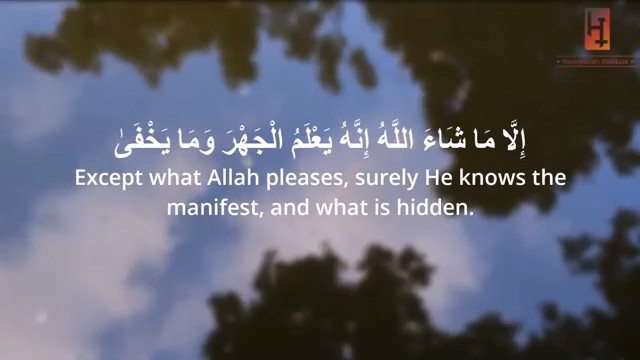 إِلَّا مَا شَاءَ اللَّهُ إِنَّهُ يَعْلَمُ الْجَهْرَ وَمَا يَخْفَىٰ
Except what Allah pleases, surely He knows the
manifest, and what is hidden.